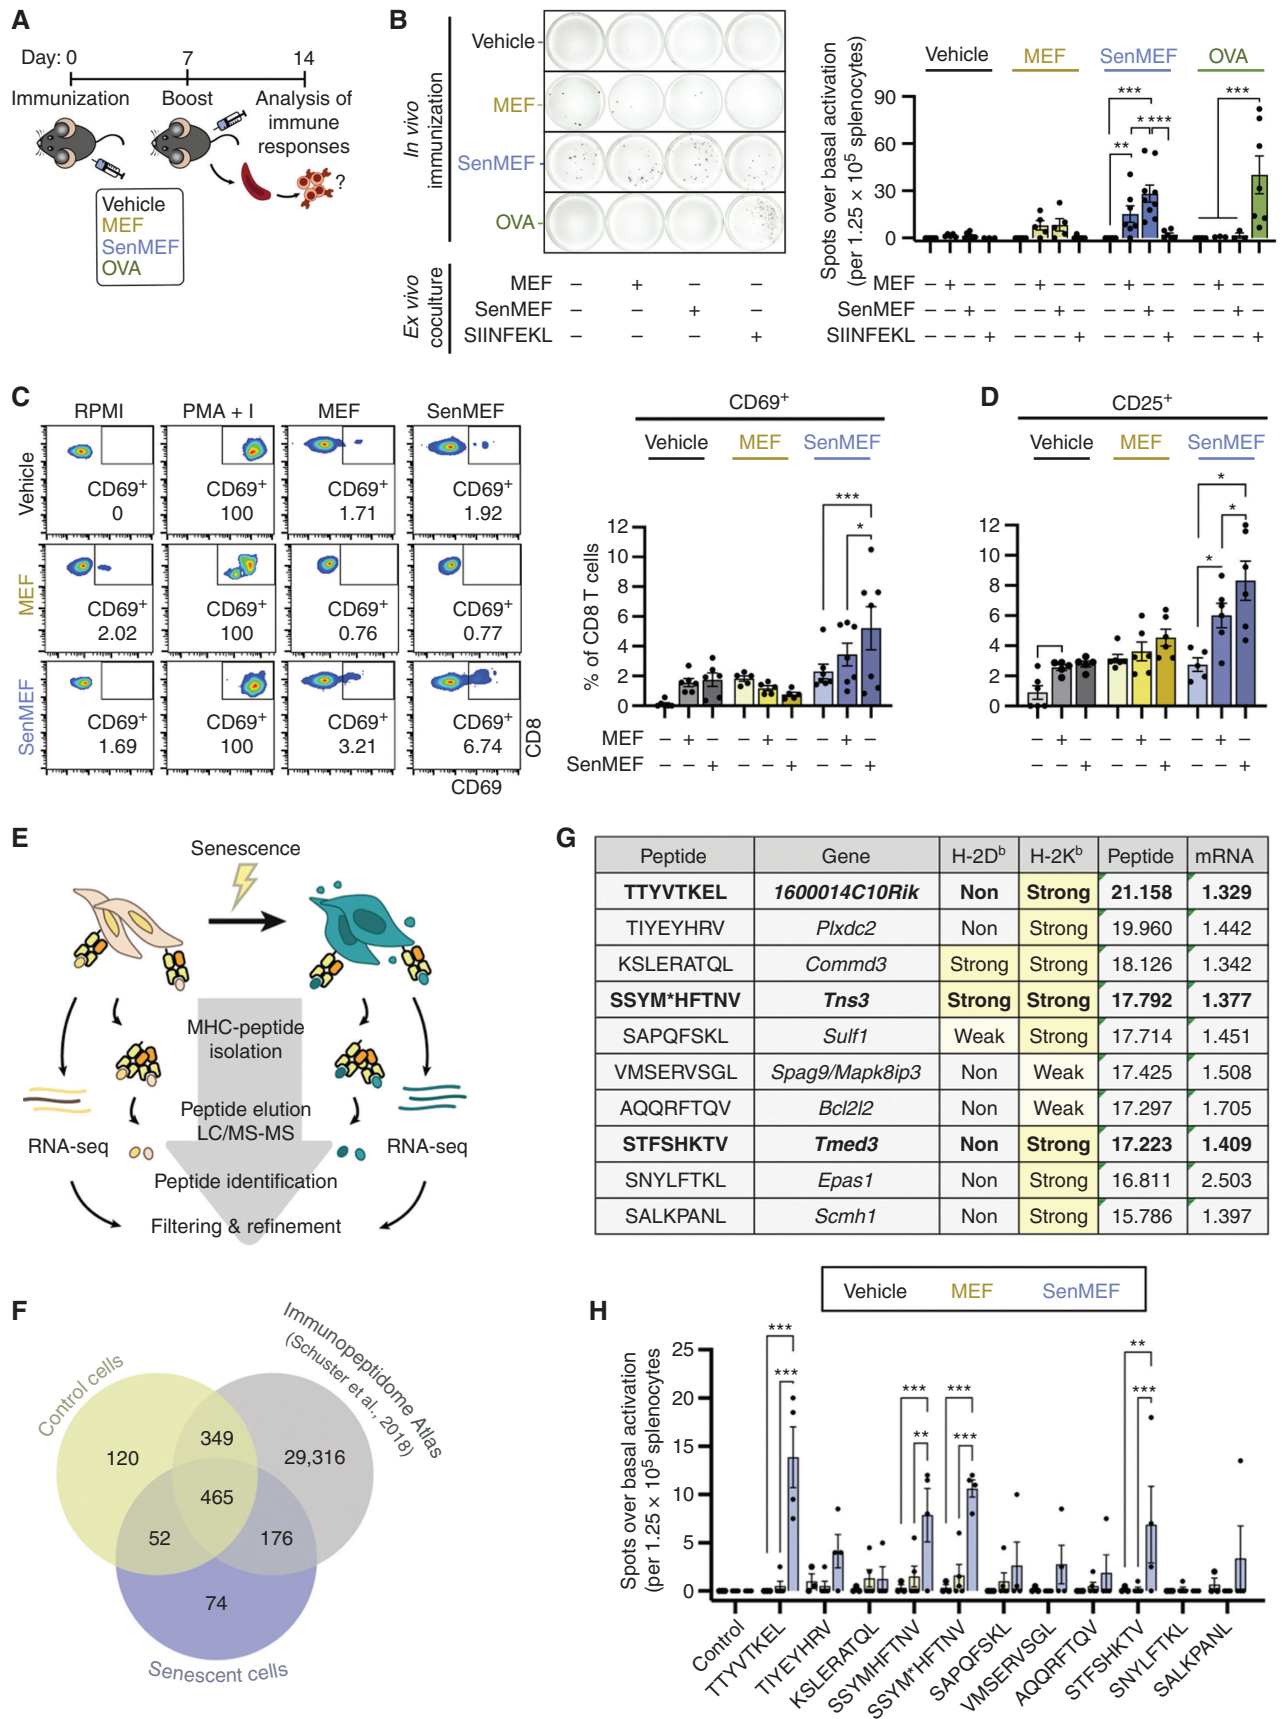 A
Day: 0 7 14
Immunization Boost Analysis of
immune
responses
?
Vehicle
MEF
SenMEF
OVA
B
In vivo
immunization
Vehicle
MEF
SenMEF
OVA
Ex vivo
coculture
MEF – + – –
SenMEF – – + –
SIINFEKL – – – +
Spots over basal activation
(per 1.25 × 10⁵ splenocytes)
Vehicle MEF SenMEF OVA
90
60
30
0
*** ***
* ***
**
MEF – + – – – + – – – + – – – + – –
SenMEF – – + – – – + – – – + – – – + –
SIINFEKL – – – + – – – + – – – + – – – +
C
RPMI PMA + I MEF SenMEF
Vehicle
CD69⁺ CD69⁺ CD69⁺ CD69⁺
0 100 1.71 1.92
MEF
CD69⁺ CD69⁺ CD69⁺ CD69⁺
2.02 100 0.76 0.77
SenMEF
CD69⁺ CD69⁺ CD69⁺ CD69⁺
1.69 100 3.21 6.74
CD8
CD69
CD69⁺
Vehicle MEF SenMEF
% of CD8 T cells
12
10
8
6
4
2
0
***
*
MEF – + – – + – – + –
SenMEF – – + – – + – – +
D
CD25⁺
Vehicle MEF SenMEF
12
10
8
6
4
2
0
*
*
*
– + – – + – – + –
– – + – – + – – +
E
Senescence
MHC-peptide
isolation
Peptide elution
LC/MS-MS
RNA-seq RNA-seq
Peptide identification
Filtering & refinement
F
Control cells
Immunopeptidome Atlas
(Schuster et al., 2018)
Senescent cells
120 349 29,316
465
52 176
74
G
Peptide Gene H-2Dᵇ H-2Kᵇ Peptide mRNA
TTYVTKEL 1600014C10Rik Non Strong 21.158 1.329
TIYEYHRV Plxdc2 Non Strong 19.960 1.442
KSLERATQL Commd3 Strong Strong 18.126 1.342
SSYM*HFTNV Tns3 Strong Strong 17.792 1.377
SAPQFSKL Sulf1 Weak Strong 17.714 1.451
VMSERVSGL Spag9/Mapk8ip3 Non Weak 17.425 1.508
AQQRFTQV Bcl2l2 Non Weak 17.297 1.705
STFSHKTV Tmed3 Non Strong 17.223 1.409
SNYLFTKL Epas1 Non Strong 16.811 2.503
SALKPANL Scmh1 Non Strong 15.786 1.397
H
Vehicle MEF SenMEF
Spots over basal activation
(per 1.25 × 10⁵ splenocytes)
25
20
15
10
5
0
*** **
*** *** *** ***
** ***
Control
TTYVTKEL
TIYEYHRV
KSLERATQL
SSYMHFTNV
SSYM*HFTNV
SAPQFSKL
VMSERVSGL
AQQRFTQV
STFSHKTV
SNYLFTKL
SALKPANL